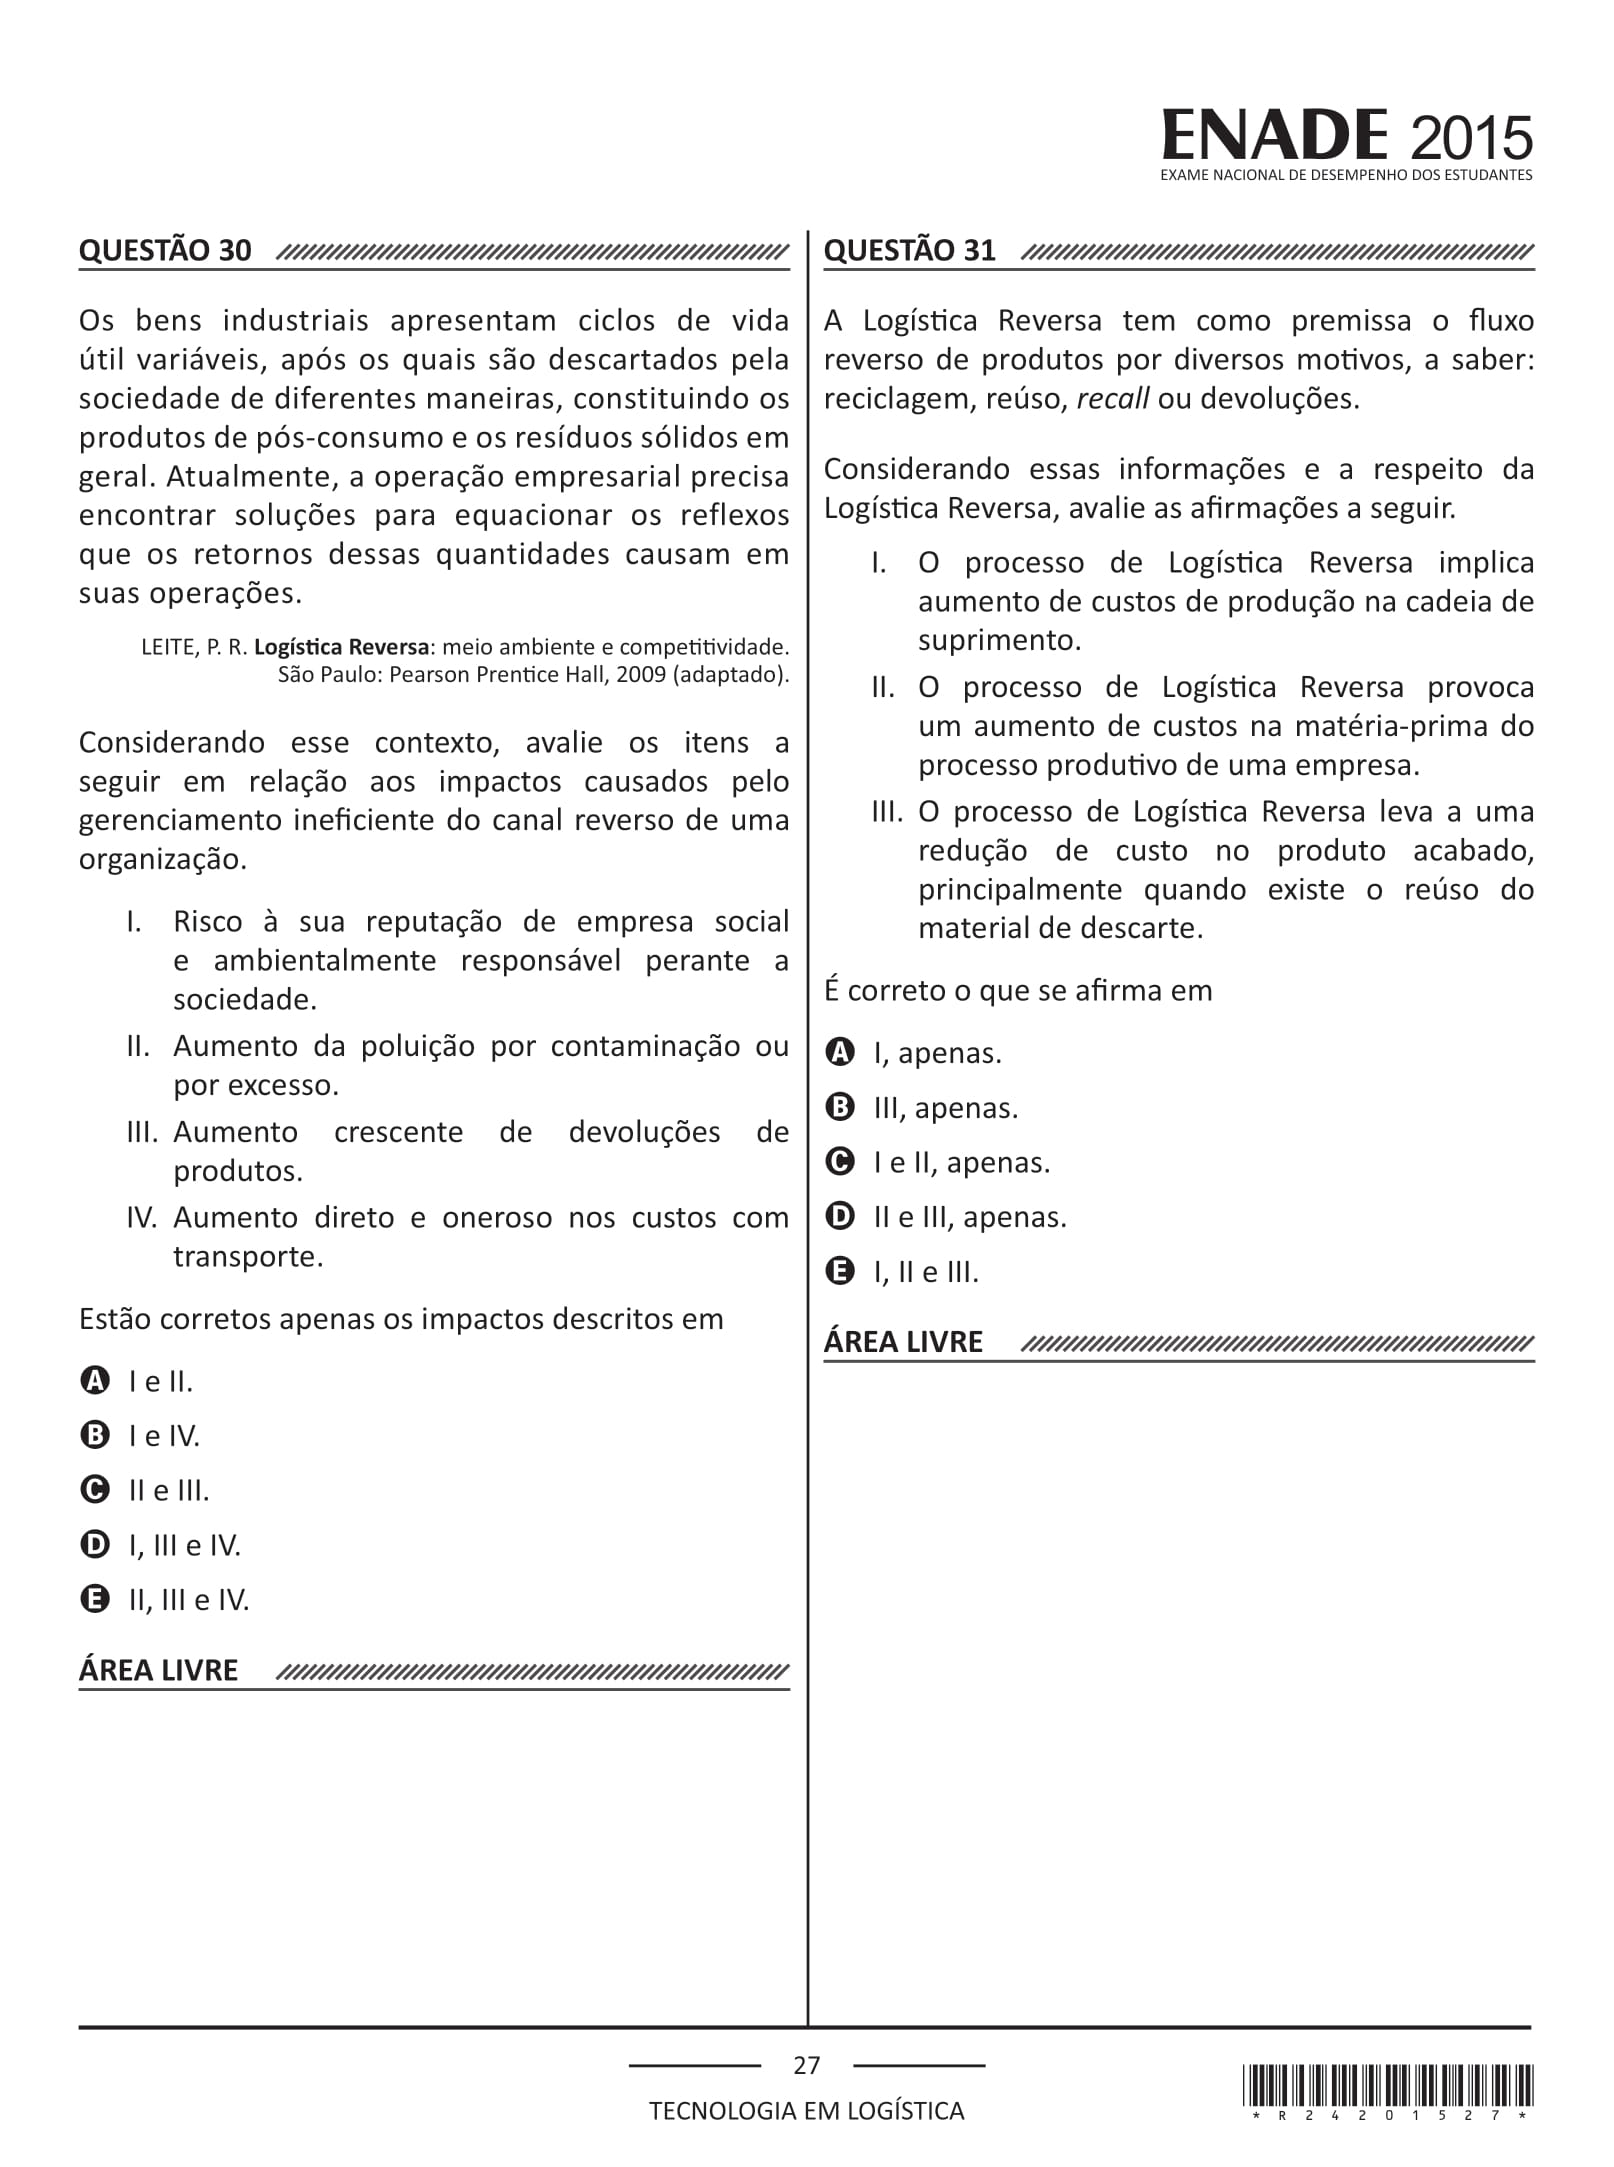 ENADE 2015
EXAME NACIONAL DE DESEMPENHO DOS ESTUDANTES
QUESTÃO 30
Os bens industriais apresentam ciclos de vida
útil variáveis, após os quais são descartados pela
sociedade de diferentes maneiras, constituindo os
produtos de pós-consumo e os resíduos sólidos em
geral. Atualmente, a operação empresarial precisa
encontrar soluções para equacionar os reflexos
que os retornos dessas quantidades causam em
suas operações.
LEITE, P. R. Logística Reversa: meio ambiente e competitividade.
São Paulo: Pearson Prentice Hall, 2009 (adaptado).
Considerando esse contexto, avalie os itens a
seguir em relação aos impactos causados pelo
gerenciamento ineficiente do canal reverso de uma
organização.
I. Risco à sua reputação de empresa social
e ambientalmente responsável perante a
sociedade.
II. Aumento da poluição por contaminação ou
por excesso.
III. Aumento crescente de devoluções de
produtos.
IV. Aumento direto e oneroso nos custos com
transporte.
Estão corretos apenas os impactos descritos em
A I e II.
B I e IV.
C II e III.
D I, III e IV.
E II, III e IV.
ÁREA LIVRE
QUESTÃO 31
A Logística Reversa tem como premissa o fluxo
reverso de produtos por diversos motivos, a saber:
reciclagem, reúso, recall ou devoluções.
Considerando essas informações e a respeito da
Logística Reversa, avalie as afirmações a seguir.
I. O processo de Logística Reversa implica
aumento de custos de produção na cadeia de
suprimento.
II. O processo de Logística Reversa provoca
um aumento de custos na matéria-prima do
processo produtivo de uma empresa.
III. O processo de Logística Reversa leva a uma
redução de custo no produto acabado,
principalmente quando existe o reúso do
material de descarte.
É correto o que se afirma em
A I, apenas.
B III, apenas.
C I e II, apenas.
D II e III, apenas.
E I, II e III.
ÁREA LIVRE
27
TECNOLOGIA EM LOGÍSTICA
*R24201527*